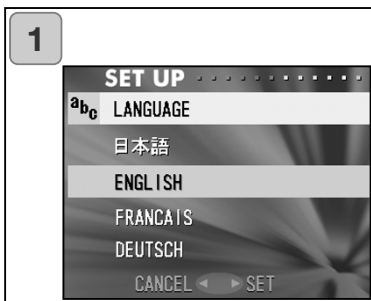 1
SET UP
abc LANGUAGE
日本語
ENGLISH
FRANCAIS
DEUTSCH
CANCEL ◀ ▶ SET